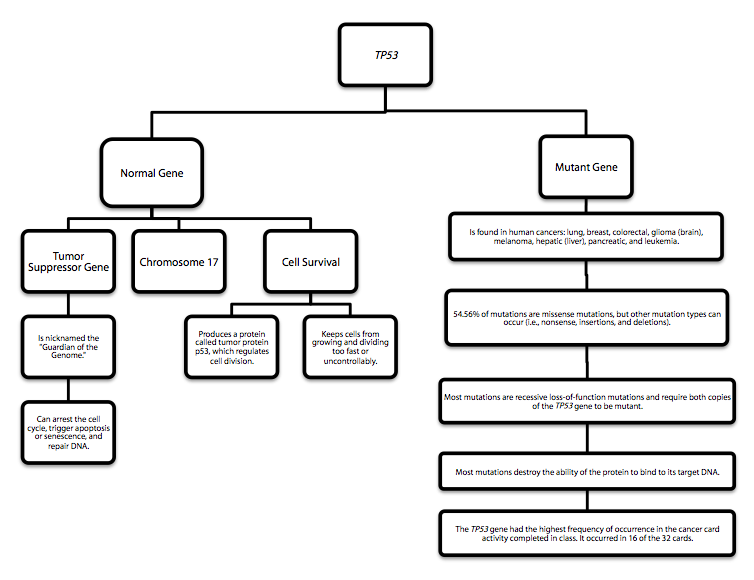 TP53
Normal Gene
Mutant Gene
Tumor
Suppressor Gene
Chromosome 17
Cell Survival
Is nicknamed the
"Guardian of the
Genome."
Can arrest the cell
cycle, trigger apoptosis
or senescence, and
repair DNA.
Produces a protein
called tumor protein
p53, which regulates
cell division.
Keeps cells from
growing and dividing
too fast or
uncontrollably.
Is found in human cancers: lung, breast, colorectal, glioma (brain),
melanoma, hepatic (liver), pancreatic, and leukemia.
54.56% of mutations are missense mutations, but other mutation types can
occur (i.e., nonsense, insertions, and deletions).
Most mutations are recessive loss-of-function mutations and require both copies
of the TP53 gene to be mutant.
Most mutations destroy the ability of the protein to bind to its target DNA.
The TP53 gene had the highest frequency of occurrence in the cancer card
activity completed in class. It occurred in 16 of the 32 cards.